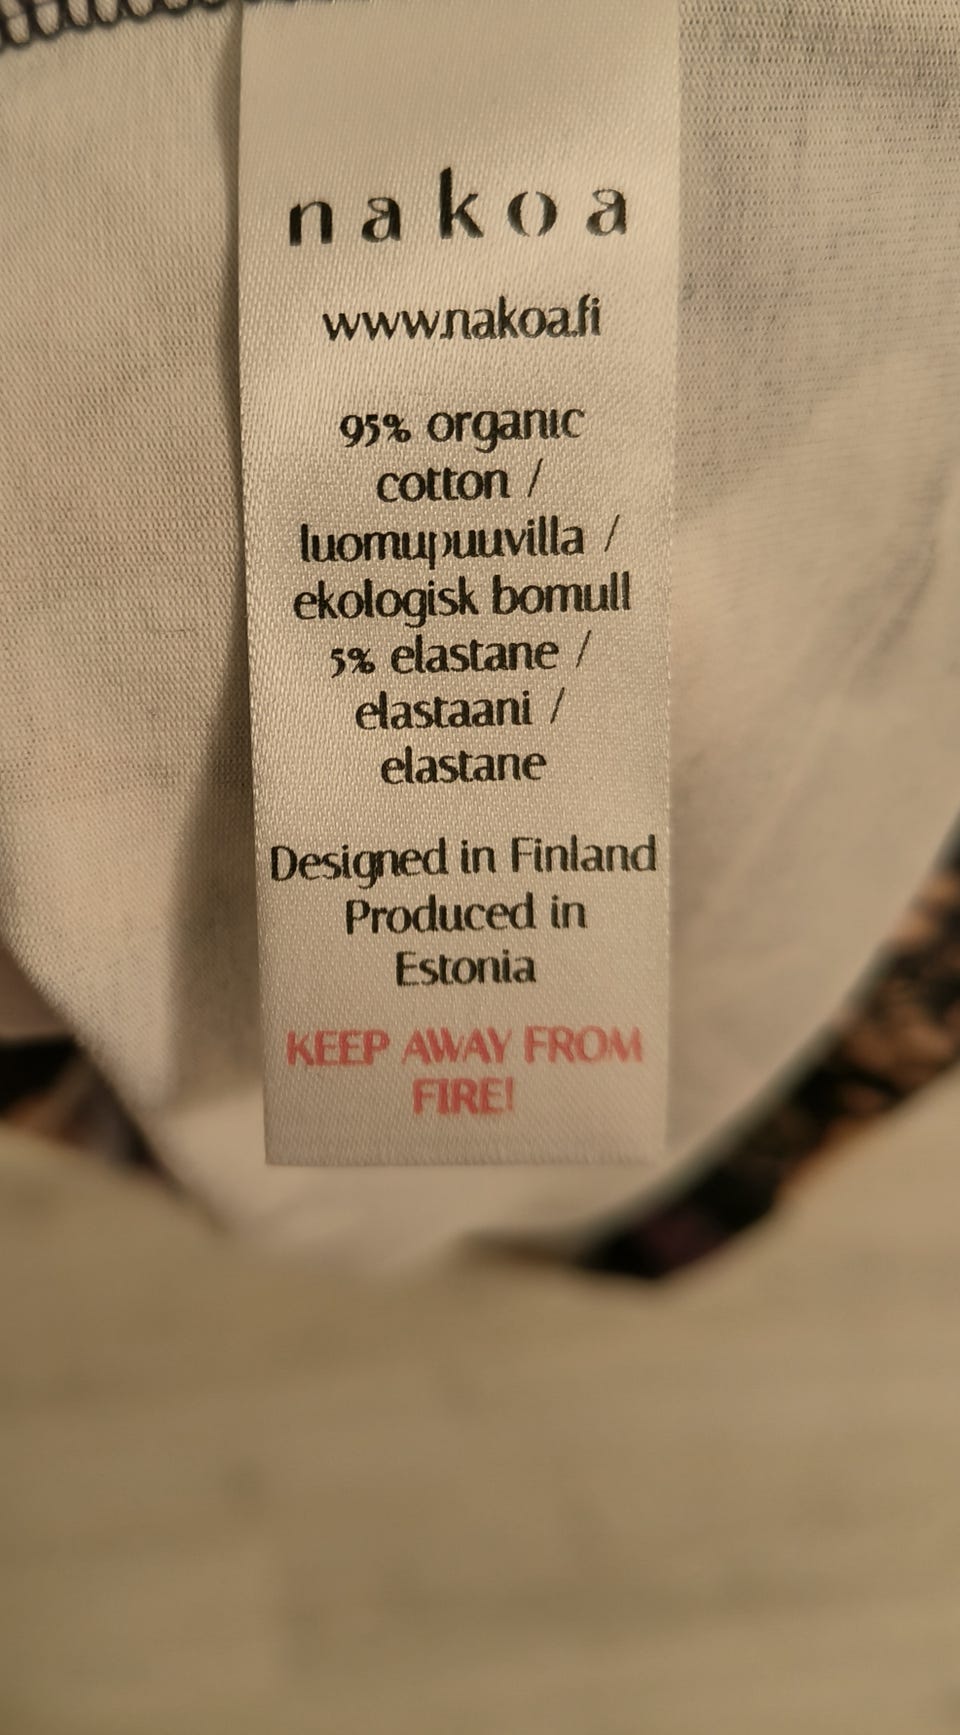 nakoa
www.nakoa.fi
95% organic
cotton /
luomupuuvilla /
ekologisk bomull
5% elastane /
elastaani /
elastane
Designed in Finland
Produced in
Estonia
KEEP AWAY FROM
FIRE!